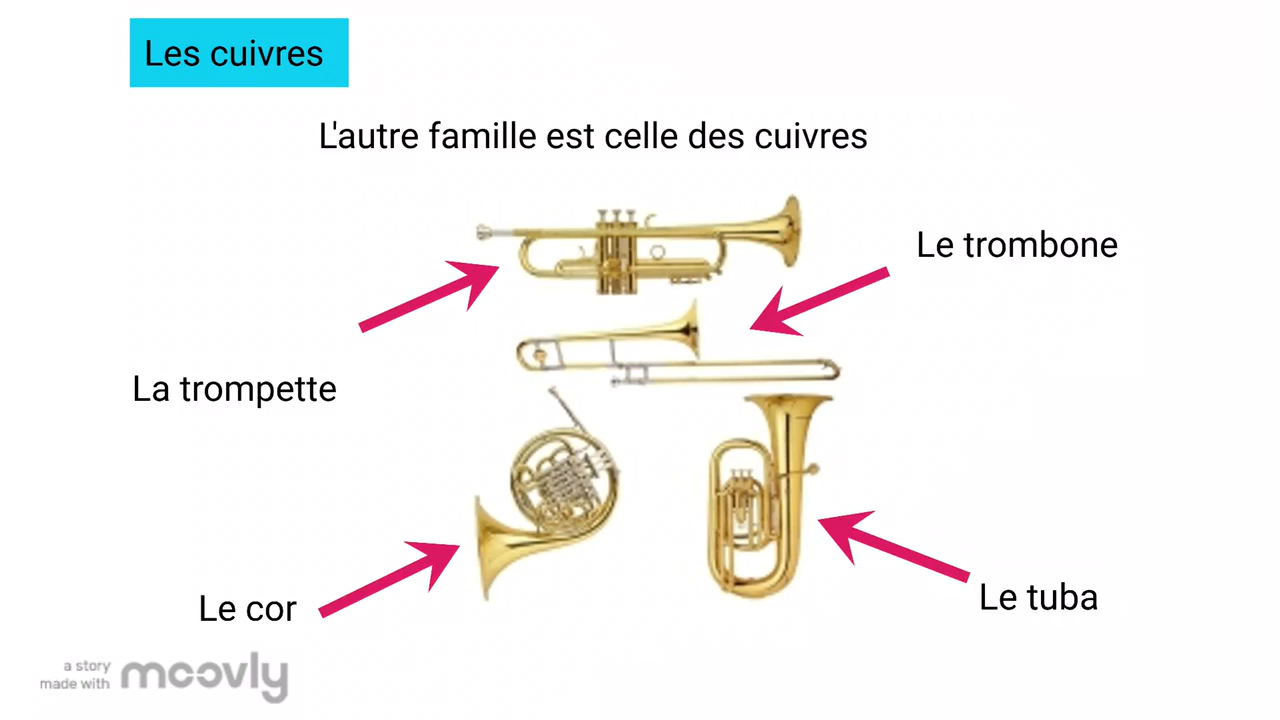 Les cuivres
L'autre famille est celle des cuivres
Le trombone
La trompette
Le cor
Le tuba
a story
made with moovly